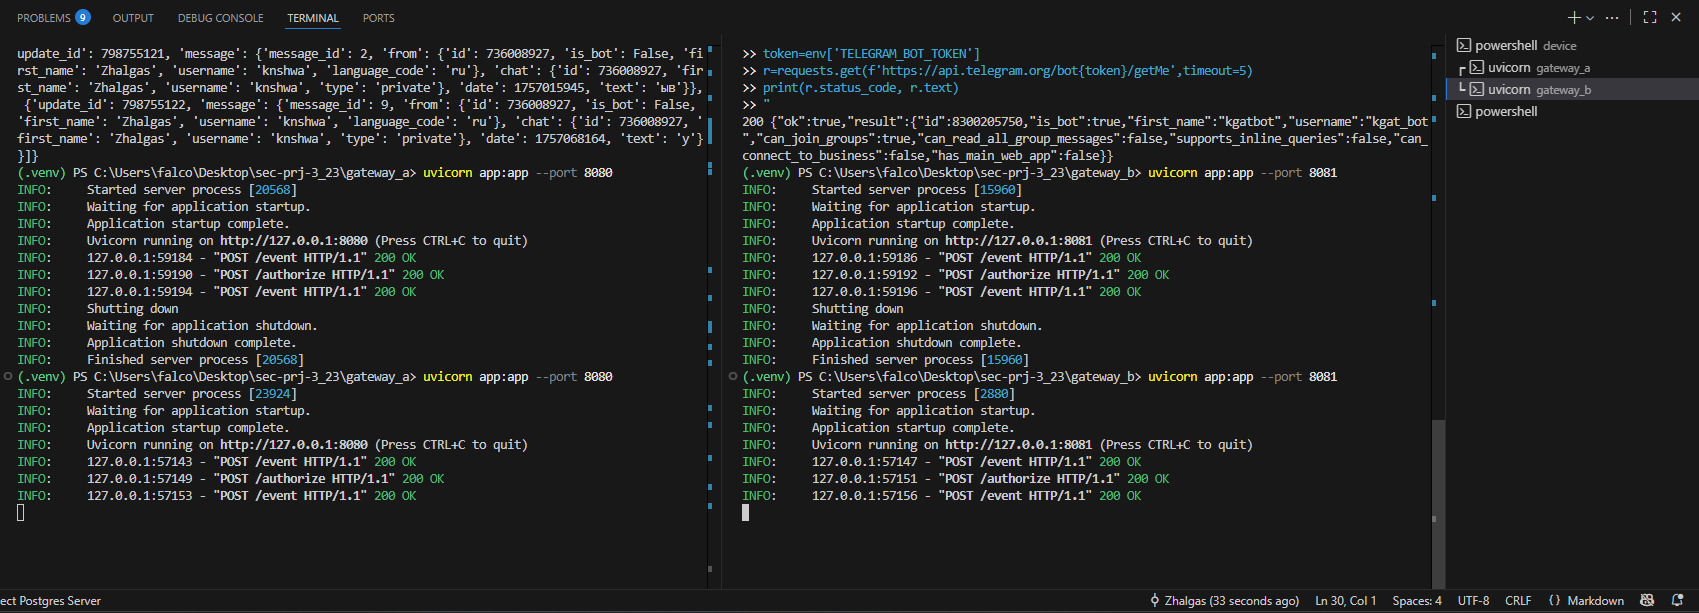 PROBLEMS 9 OUTPUT DEBUG CONSOLE TERMINAL PORTS
update_id': 798755121, 'message': {'message_id': 2, 'from': {'id': 736008927, 'is_bot': False, 'fi
rst_name': 'Zhalgas', 'username': 'knshwa', 'language_code': 'ru'}, 'chat': {'id': 736008927, 'fir
st_name': 'Zhalgas', 'username': 'knshwa', 'type': 'private'}, 'date': 1757015945, 'text': 'ыв'}},
{'update_id': 798755122, 'message': {'message_id': 9, 'from': {'id': 736008927, 'is_bot': False,
'first_name': 'Zhalgas', 'username': 'knshwa', 'language_code': 'ru'}, 'chat': {'id': 736008927, '
first_name': 'Zhalgas', 'username': 'knshwa', 'type': 'private'}, 'date': 1757068164, 'text': 'y'}
}]}
(.venv) PS C:\Users\falco\Desktop\sec-prj-3_23\gateway_a> uvicorn app:app --port 8080
INFO: Started server process [20568]
INFO: Waiting for application startup.
INFO: Application startup complete.
INFO: Uvicorn running on http://127.0.0.1:8080 (Press CTRL+C to quit)
INFO: 127.0.0.1:59184 - "POST /event HTTP/1.1" 200 OK
INFO: 127.0.0.1:59190 - "POST /authorize HTTP/1.1" 200 OK
INFO: 127.0.0.1:59194 - "POST /event HTTP/1.1" 200 OK
INFO: Shutting down
INFO: Waiting for application shutdown.
INFO: Application shutdown complete.
INFO: Finished server process [20568]
(.venv) PS C:\Users\falco\Desktop\sec-prj-3_23\gateway_a> uvicorn app:app --port 8080
INFO: Started server process [23924]
INFO: Waiting for application startup.
INFO: Application startup complete.
INFO: Uvicorn running on http://127.0.0.1:8080 (Press CTRL+C to quit)
INFO: 127.0.0.1:57143 - "POST /event HTTP/1.1" 200 OK
INFO: 127.0.0.1:57149 - "POST /authorize HTTP/1.1" 200 OK
INFO: 127.0.0.1:57153 - "POST /event HTTP/1.1" 200 OK
>> token=env['TELEGRAM_BOT_TOKEN']
>> r=requests.get(f'https://api.telegram.org/bot{token}/getMe',timeout=5)
>> print(r.status_code, r.text)
>> "
200 {"ok":true,"result":{"id":8300205750,"is_bot":true,"first_name":"kgatbot","username":"kgat_bot
","can_join_groups":true,"can_read_all_group_messages":false,"supports_inline_queries":false,"can_
connect_to_business":false,"has_main_web_app":false}}
(.venv) PS C:\Users\falco\Desktop\sec-prj-3_23\gateway_b> uvicorn app:app --port 8081
INFO: Started server process [15960]
INFO: Waiting for application startup.
INFO: Application startup complete.
INFO: Uvicorn running on http://127.0.0.1:8081 (Press CTRL+C to quit)
INFO: 127.0.0.1:59186 - "POST /event HTTP/1.1" 200 OK
INFO: 127.0.0.1:59192 - "POST /authorize HTTP/1.1" 200 OK
INFO: 127.0.0.1:59196 - "POST /event HTTP/1.1" 200 OK
INFO: Shutting down
INFO: Waiting for application shutdown.
INFO: Application shutdown complete.
INFO: Finished server process [15960]
(.venv) PS C:\Users\falco\Desktop\sec-prj-3_23\gateway_b> uvicorn app:app --port 8081
INFO: Started server process [2880]
INFO: Waiting for application startup.
INFO: Application startup complete.
INFO: Uvicorn running on http://127.0.0.1:8081 (Press CTRL+C to quit)
INFO: 127.0.0.1:57147 - "POST /event HTTP/1.1" 200 OK
INFO: 127.0.0.1:57151 - "POST /authorize HTTP/1.1" 200 OK
INFO: 127.0.0.1:57156 - "POST /event HTTP/1.1" 200 OK
powershell device
uvicorn gateway_a
uvicorn gateway_b
powershell
ect Postgres Server Zhalgas (33 seconds ago) Ln 30, Col 1 Spaces: 4 UTF-8 CRLF {} Markdown